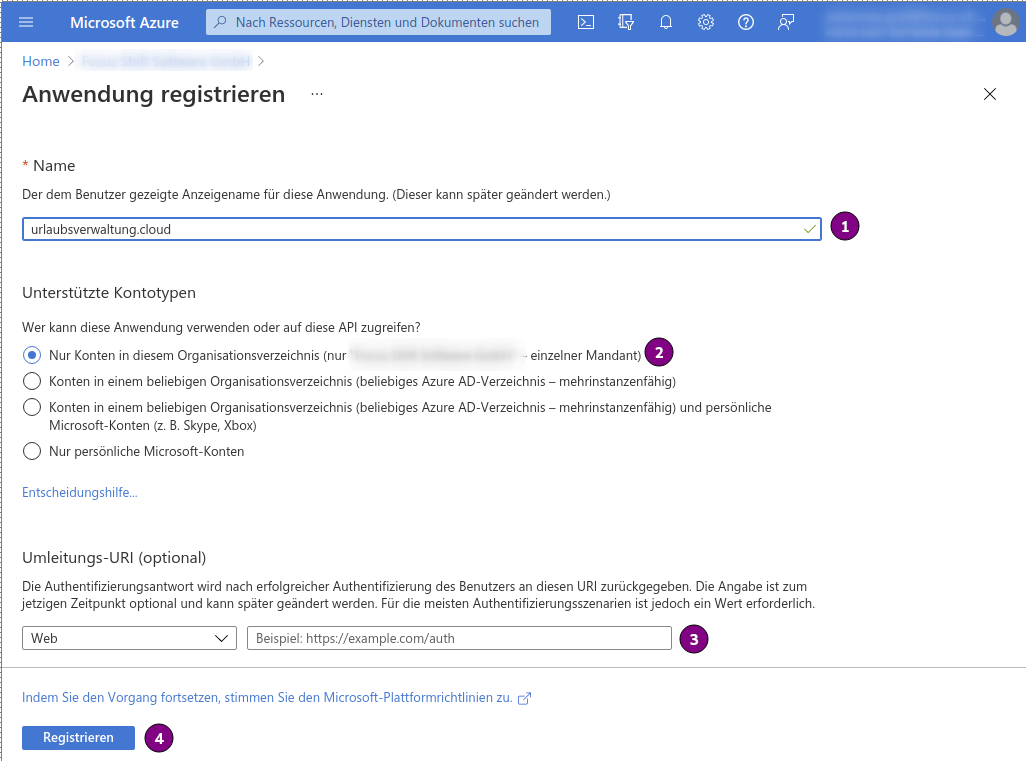 Microsoft Azure
Nach Ressourcen, Diensten und Dokumenten suchen
Home
Anwendung registrieren ...
* Name
Der dem Benutzer gezeigte Anzeigename für diese Anwendung. (Dieser kann später geändert werden.)
urlaubsverwaltung.cloud
1
Unterstützte Kontotypen
Wer kann diese Anwendung verwenden oder auf diese API zugreifen?
Nur Konten in diesem Organisationsverzeichnis (nur – einzelner Mandant)
2
Konten in einem beliebigen Organisationsverzeichnis (beliebiges Azure AD-Verzeichnis – mehrinstanzenfähig)
Konten in einem beliebigen Organisationsverzeichnis (beliebiges Azure AD-Verzeichnis – mehrinstanzenfähig) und persönliche
Microsoft-Konten (z. B. Skype, Xbox)
Nur persönliche Microsoft-Konten
Entscheidungshilfe...
Umleitungs-URI (optional)
Die Authentifizierungsantwort wird nach erfolgreicher Authentifizierung des Benutzers an diesen URI zurückgegeben. Die Angabe ist zum
jetzigen Zeitpunkt optional und kann später geändert werden. Für die meisten Authentifizierungsszenarien ist jedoch ein Wert erforderlich.
Web
Beispiel: https://example.com/auth
3
Indem Sie den Vorgang fortsetzen, stimmen Sie den Microsoft-Plattformrichtlinien zu.
Registrieren
4